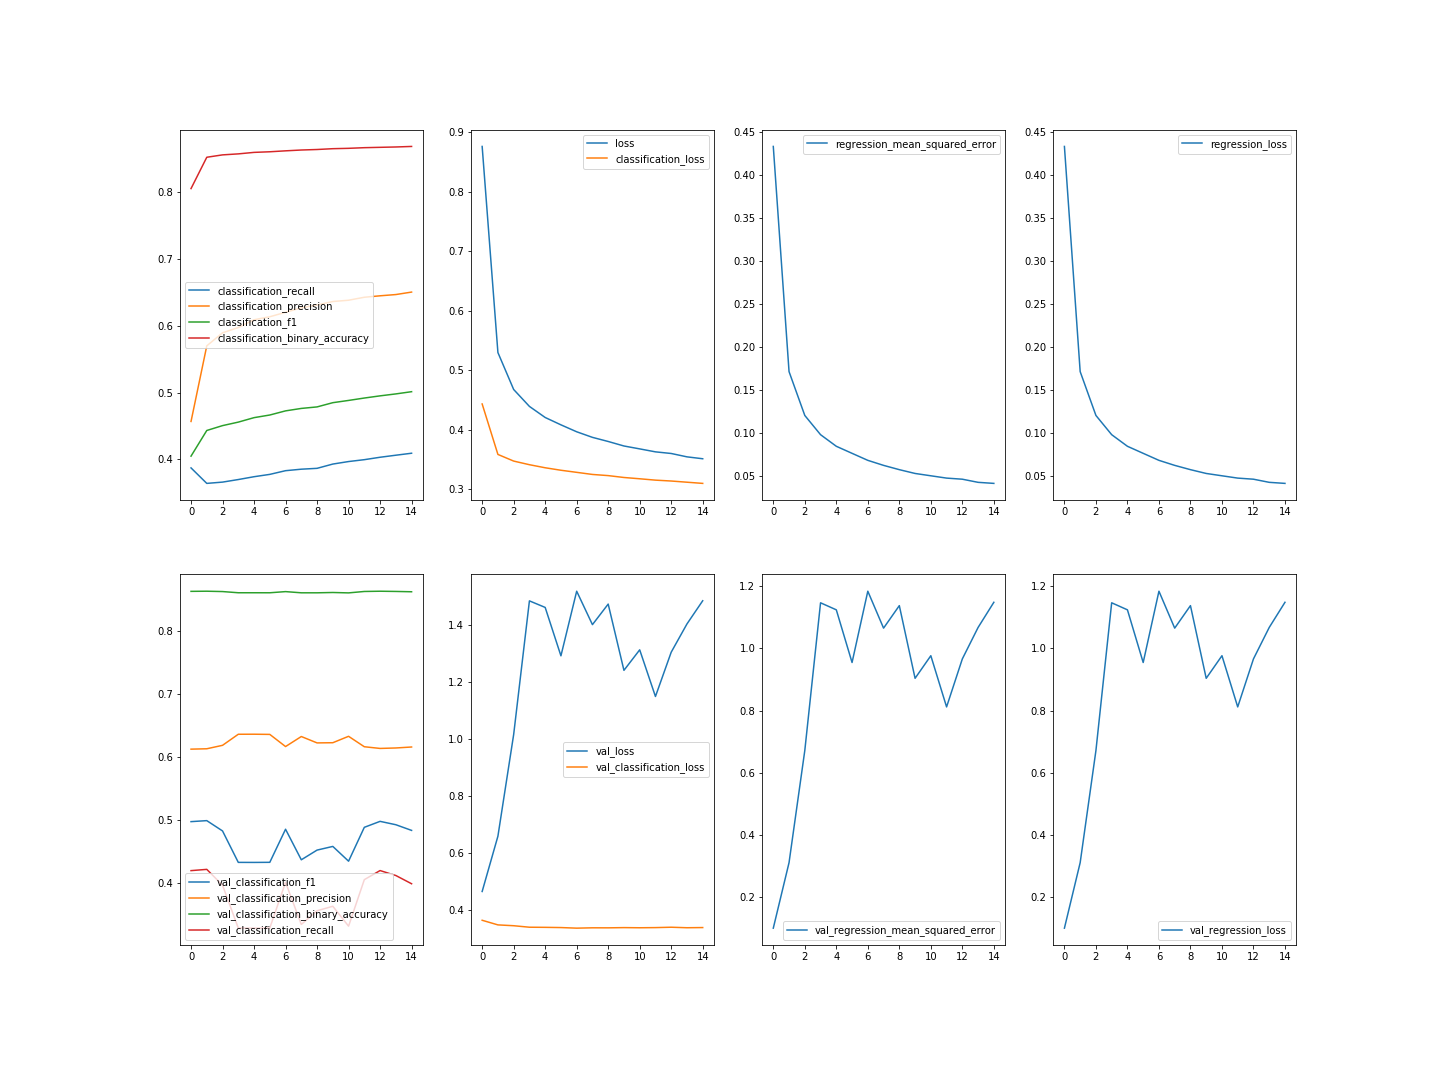 0.8
0.7
0.6
0.5
0.4
classification_recall
classification_precision
classification_f1
classification_binary_accuracy
0 2 4 6 8 10 12 14
0.9
0.8
0.7
0.6
0.5
0.4
0.3
loss
classification_loss
0 2 4 6 8 10 12 14
0.45
0.40
0.35
0.30
0.25
0.20
0.15
0.10
0.05
regression_mean_squared_error
0 2 4 6 8 10 12 14
0.45
0.40
0.35
0.30
0.25
0.20
0.15
0.10
0.05
regression_loss
0 2 4 6 8 10 12 14
0.8
0.7
0.6
0.5
0.4
val_classification_f1
val_classification_precision
val_classification_binary_accuracy
val_classification_recall
0 2 4 6 8 10 12 14
1.4
1.2
1.0
0.8
0.6
0.4
val_loss
val_classification_loss
0 2 4 6 8 10 12 14
1.2
1.0
0.8
0.6
0.4
0.2
val_regression_mean_squared_error
0 2 4 6 8 10 12 14
1.2
1.0
0.8
0.6
0.4
0.2
val_regression_loss
0 2 4 6 8 10 12 14